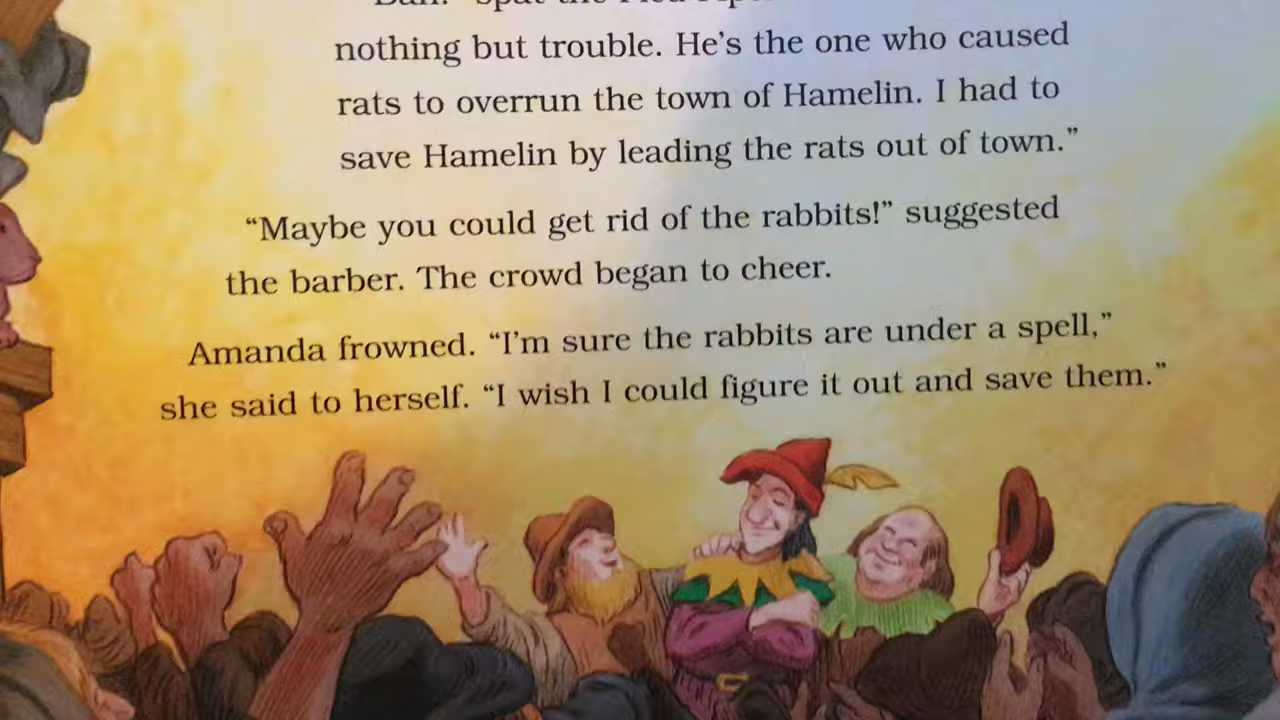 nothing but trouble. He's the one who caused
rats to overrun the town of Hamelin. I had to
save Hamelin by leading the rats out of town.”
“Maybe you could get rid of the rabbits!” suggested
the barber. The crowd began to cheer.
Amanda frowned. “I'm sure the rabbits are under a spell,”
she said to herself. “I wish I could figure it out and save them.”